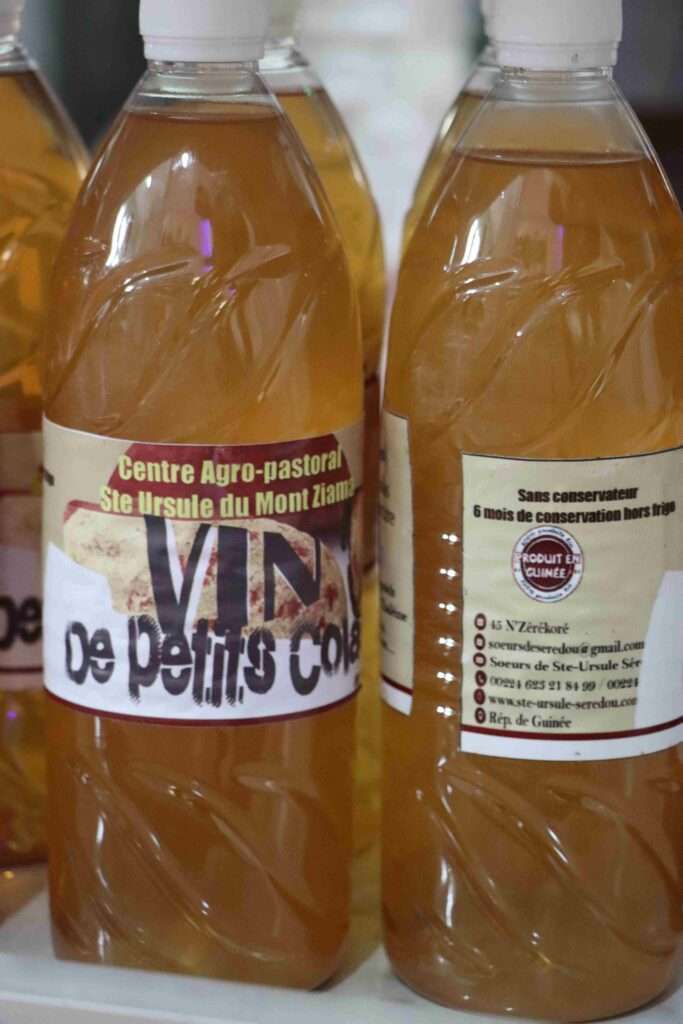 Centre Agro-pastoral
Ste Ursule du Mont Ziama
VIN
De petits Cola
Sans conservateur
6 mois de conservation hors frigo
PRODUIT EN
GUINÉE
45 N'Zérékoré
soeursdeseredou@gmail.com
Soeurs de Ste-Ursule
00224 625 21 84 99 / 00224
www.ste-ursule-seredou.com
Rép. de Guinée